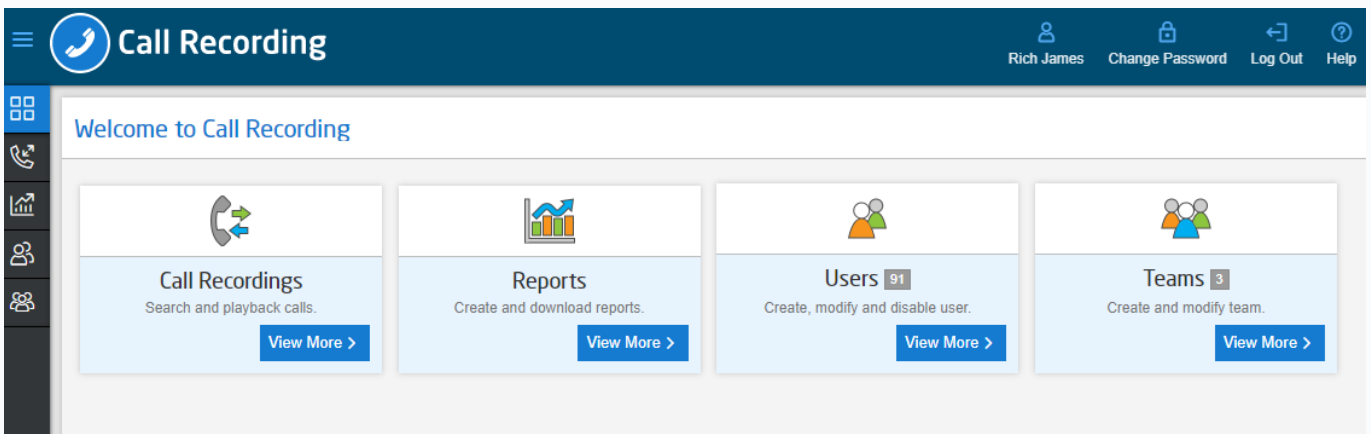 Call Recording
Rich James
Change Password
Log Out
Help
Welcome to Call Recording
Call Recordings
Search and playback calls.
View More >
Reports
Create and download reports.
View More >
Users 91
Create, modify and disable user.
View More >
Teams 3
Create and modify team.
View More >